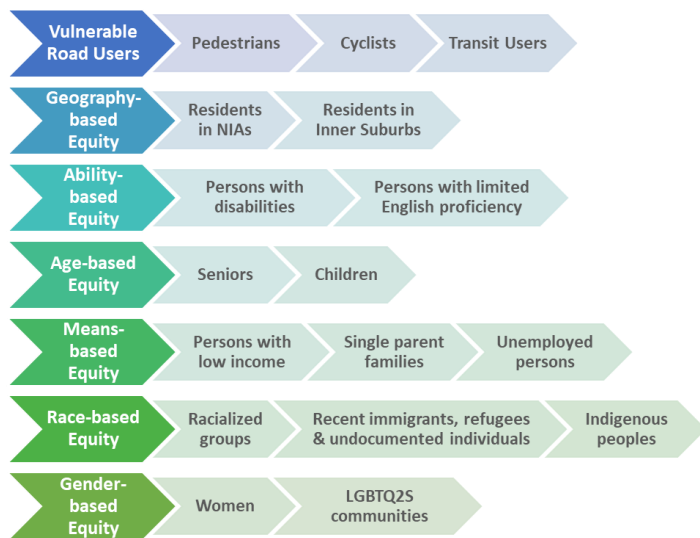 Vulnerable
Road Users
Pedestrians
Cyclists
Transit Users
Geography-
based
Equity
Residents
in NIAs
Residents in
Inner Suburbs
Ability-
based
Equity
Persons with
disabilities
Persons with limited
English proficiency
Age-based
Equity
Seniors
Children
Means-
based
Equity
Persons with
low income
Single parent
families
Unemployed
persons
Race-based
Equity
Racialized
groups
Recent immigrants, refugees
& undocumented individuals
Indigenous
peoples
Gender-
based
Equity
Women
LGBTQ2S
communities